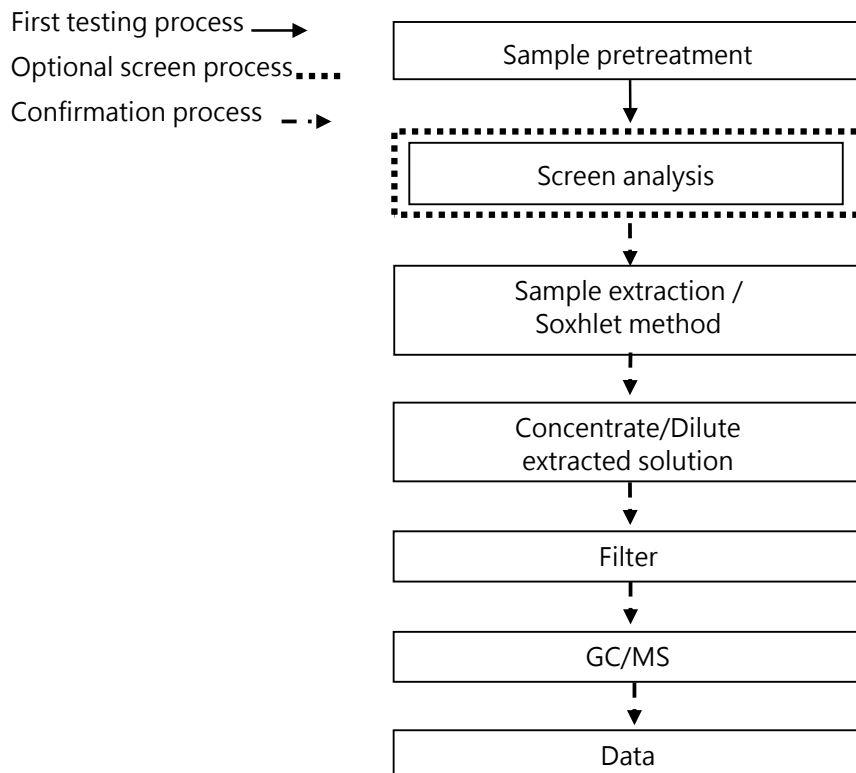 First testing process
Optional screen process
Confirmation process
Sample pretreatment
Screen analysis
Sample extraction /
Soxhlet method
Concentrate/Dilute
extracted solution
Filter
GC/MS
Data